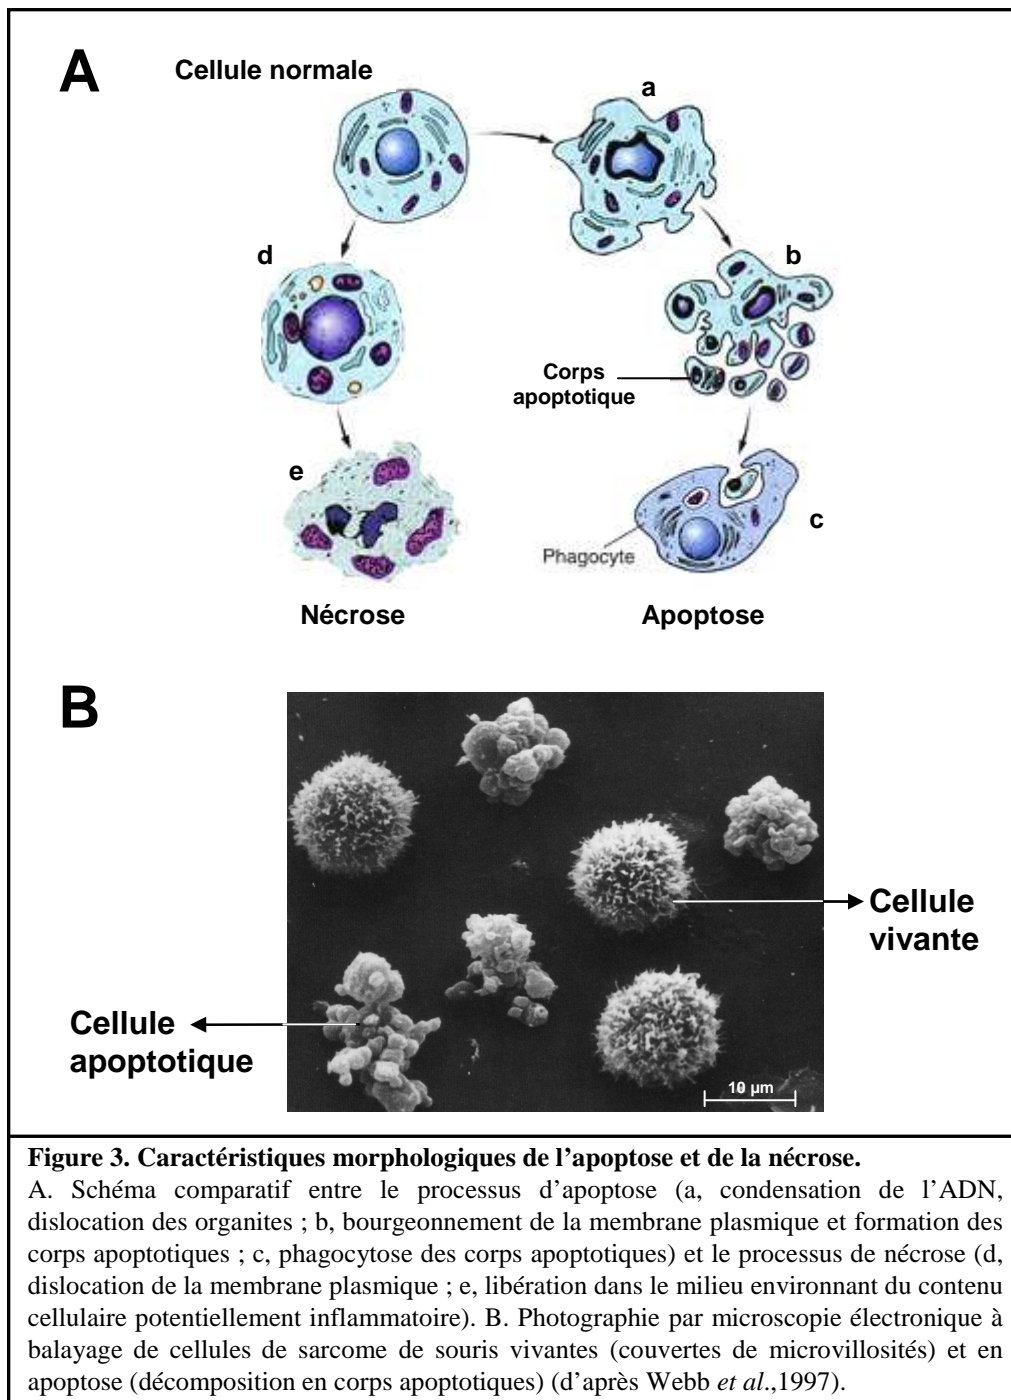 A
Cellule normale
a
d
b
Corps
apoptotique
e
c
Phagocyte
Nécrose
Apoptose
B
Cellule
vivante
Cellule
apoptotique
10 µm
Figure 3. Caractéristiques morphologiques de l’apoptose et de la nécrose.
A. Schéma comparatif entre le processus d’apoptose (a, condensation de l’ADN,
dislocation des organites ; b, bourgeonnement de la membrane plasmique et formation des
corps apoptotiques ; c, phagocytose des corps apoptotiques) et le processus de nécrose (d,
dislocation de la membrane plasmique ; e, libération dans le milieu environnant du contenu
cellulaire potentiellement inflammatoire). B. Photographie par microscopie électronique à
balayage de cellules de sarcome de souris vivantes (couvertes de microvillosités) et en
apoptose (décomposition en corps apoptotiques) (d’après Webb et al.,1997).